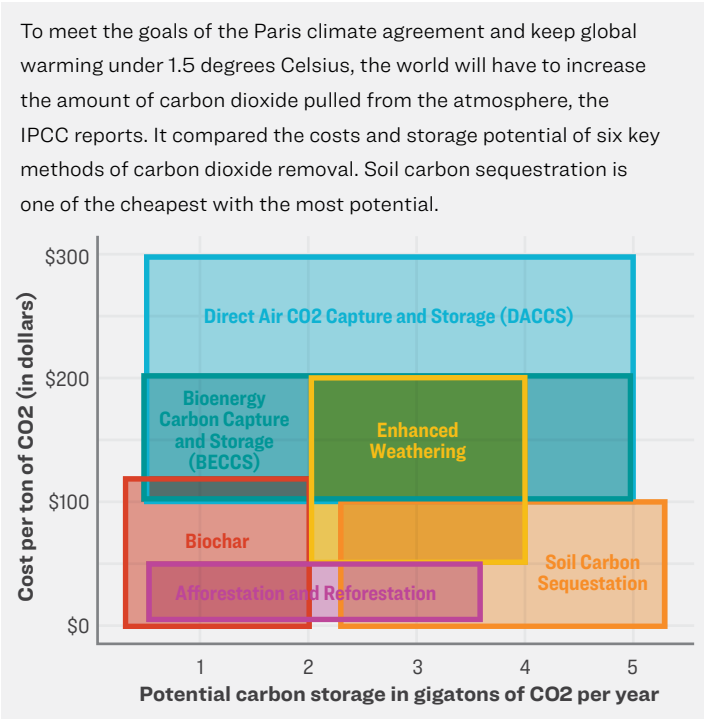 To meet the goals of the Paris climate agreement and keep global
warming under 1.5 degrees Celsius, the world will have to increase
the amount of carbon dioxide pulled from the atmosphere, the
IPCC reports. It compared the costs and storage potential of six key
methods of carbon dioxide removal. Soil carbon sequestration is
one of the cheapest with the most potential.
Cost per ton of CO2 (in dollars)
$300
$200
$100
$0
Direct Air CO2 Capture and Storage (DACCS)
Bioenergy
Carbon Capture
and Storage
(BECCS)
Enhanced
Weathering
Biochar
Soil Carbon
Sequestation
Afforestation and Reforestation
1
2
3
4
5
Potential carbon storage in gigatons of CO2 per year